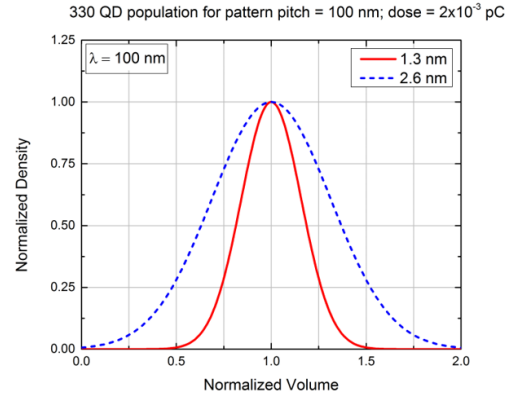 330 QD population for pattern pitch = 100 nm; dose = 2x10⁻³ pC
1.25
λ = 100 nm
1.3 nm
2.6 nm
1.00
0.75
0.50
0.25
0.00
0.0 0.5 1.0 1.5 2.0
Normalized Density
Normalized Volume